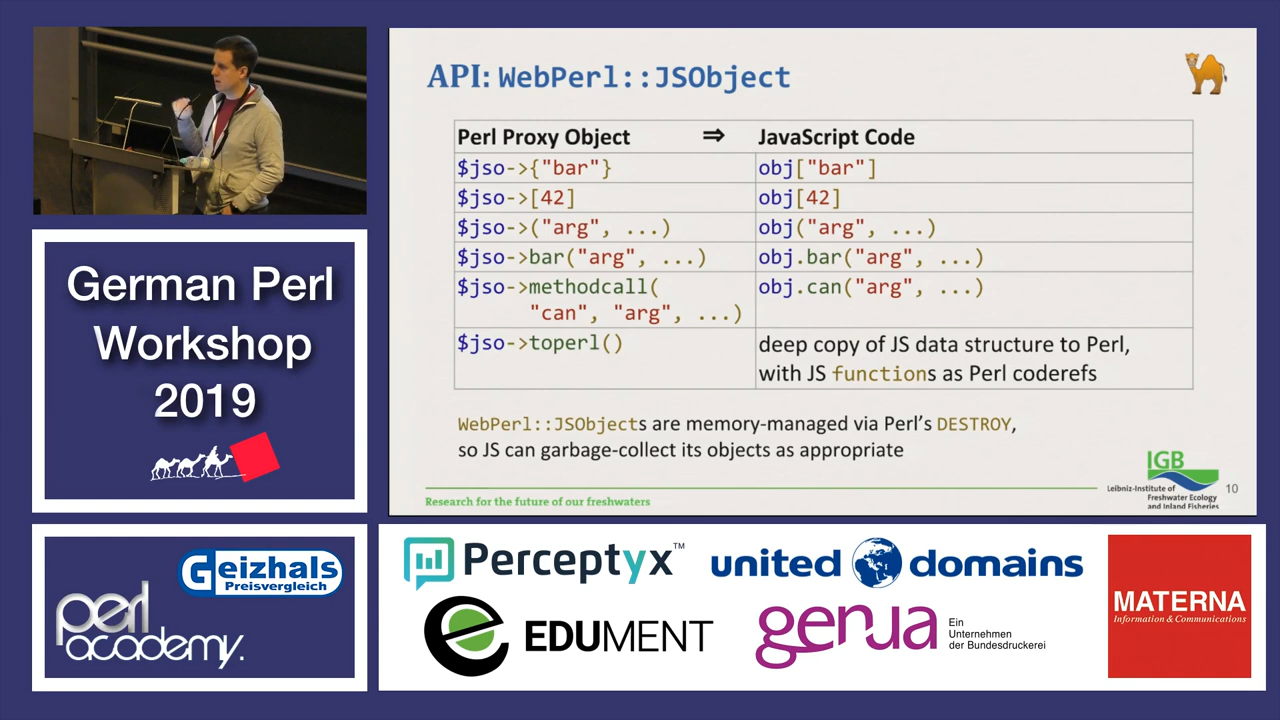 API: WebPerl::JSObject
Perl Proxy Object ⇒ JavaScript Code
$jso->{"bar"} obj["bar"]
$jso->[42] obj[42]
$jso->("arg", ...) obj("arg", ...)
$jso->bar("arg", ...) obj.bar("arg", ...)
$jso->methodcall( obj.can("arg", ...)
"can", "arg", ...)
$jso->toperl() deep copy of JS data structure to Perl,
with JS functions as Perl coderefs
WebPerl::JSObjects are memory-managed via Perl's DESTROY,
so JS can garbage-collect its objects as appropriate
IGB
Leibniz-Institute of
Freshwater Ecology
and Inland Fisheries
10
Research for the future of our freshwaters
German Perl
Workshop
2019
Geizhals
Preisvergleich
perl
academy.
Perceptyx™
united domains
EDUMENT
genua
Ein
Unternehmen
der Bundesdruckerei
MATERNA
Information & Communications